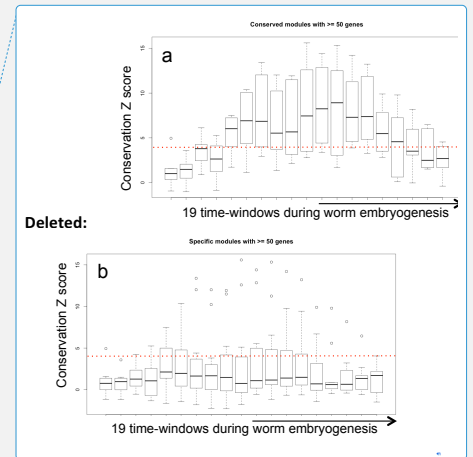 Conserved modules with >= 50 genes
a
Conservation Z score
15
10
5
0
19 time-windows during worm embryogenesis
Deleted:
Specific modules with >= 50 genes
b
Conservation Z score
15
10
5
0
19 time-windows during worm embryogenesis